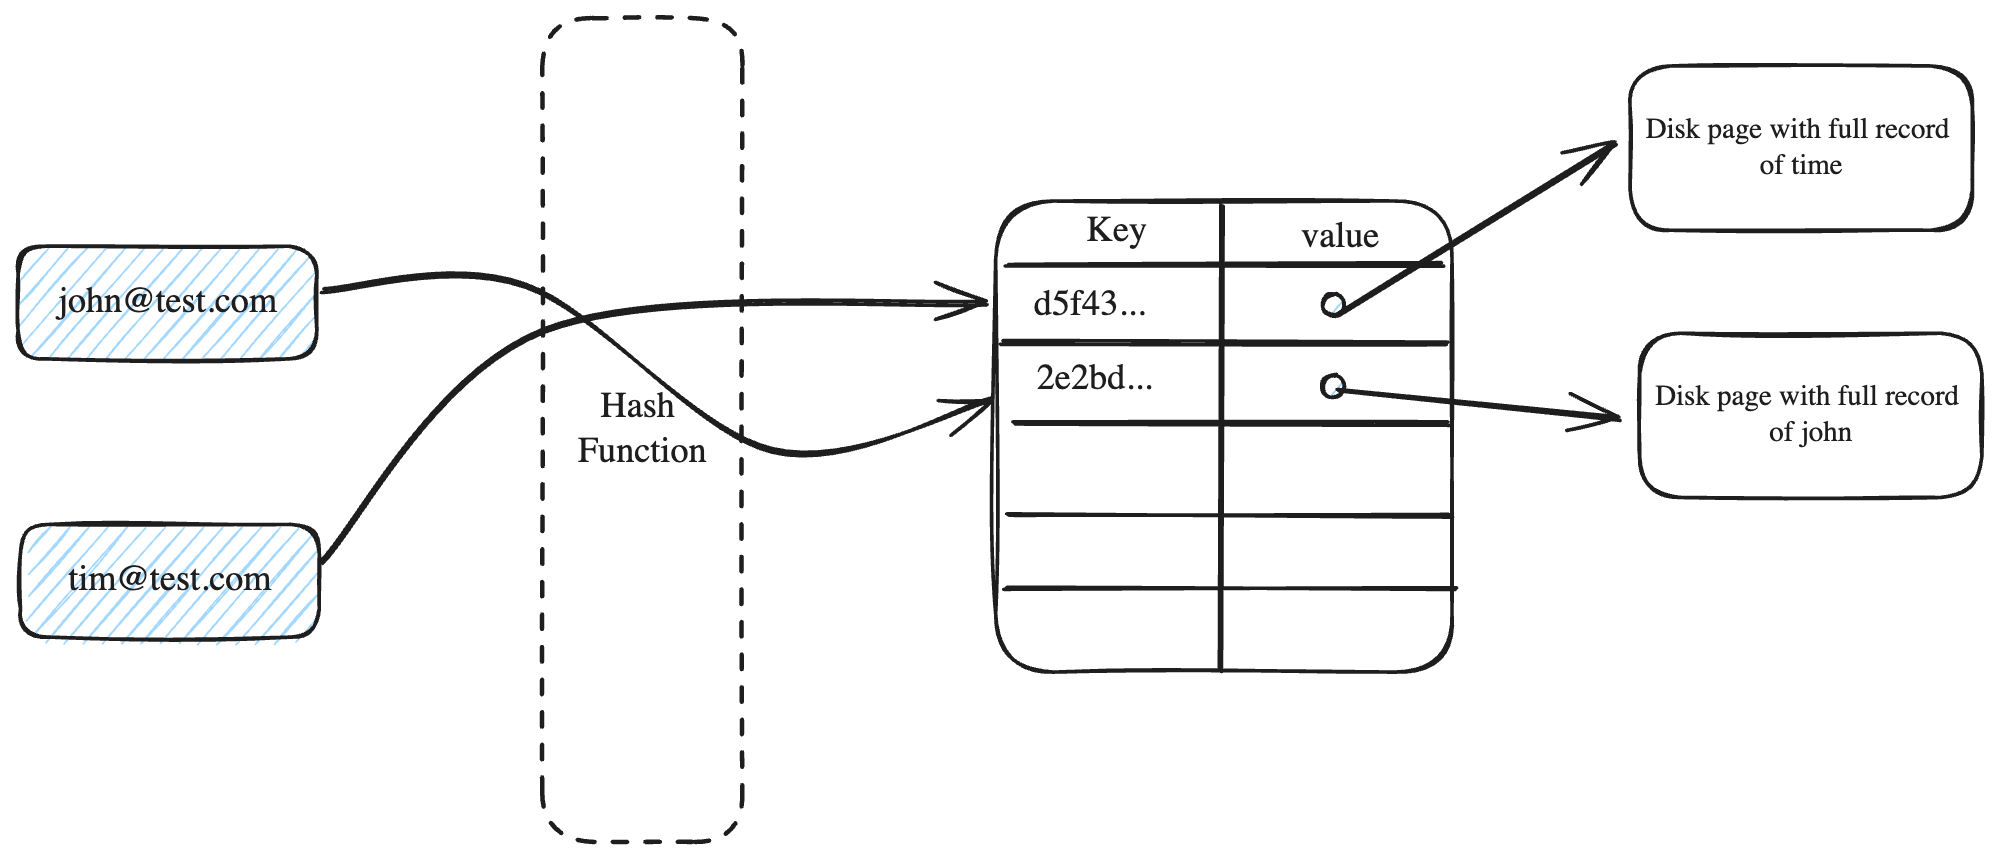 john@test.com
tim@test.com
Hash
Function
Key
value
d5f43...
2e2bd...
Disk page with full record
of time
Disk page with full record
of john